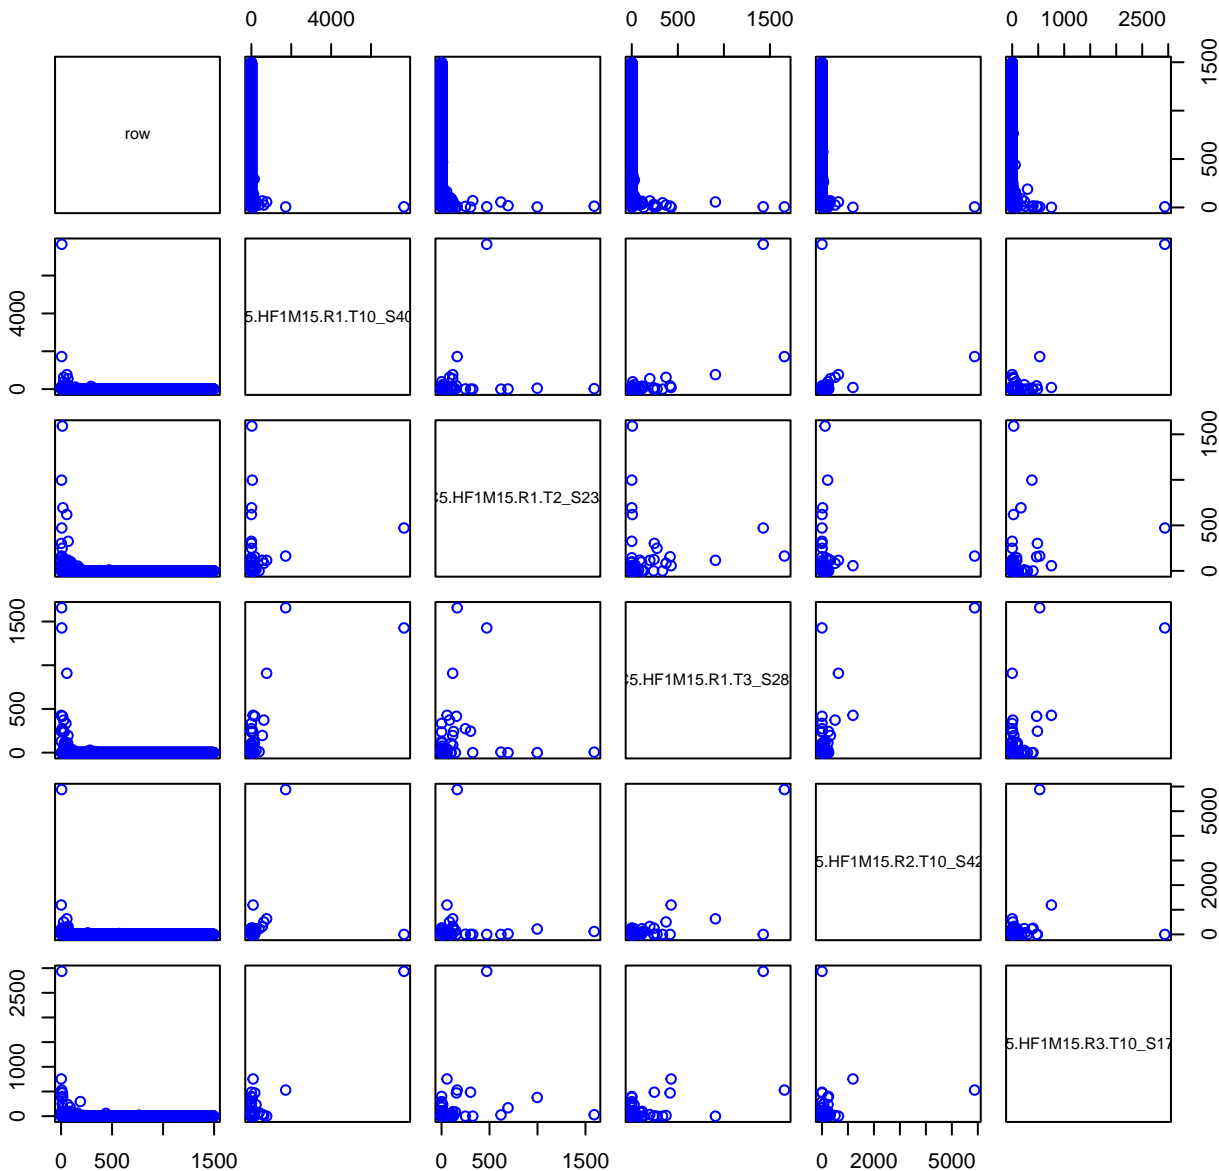 0 4000 0 500 1500 0 1000 2500
row
0 500 1500
0 4000
5.HF1M15.R1.T10_S40
5.HF1M15.R1.T2_S23
0 500 1500
0 500 1500
5.HF1M15.R1.T3_S28
5.HF1M15.R2.T10_S42
0 2000 5000
0 1000 2500
5.HF1M15.R3.T10_S17
0 500 1500 0 500 1500 0 2000 5000